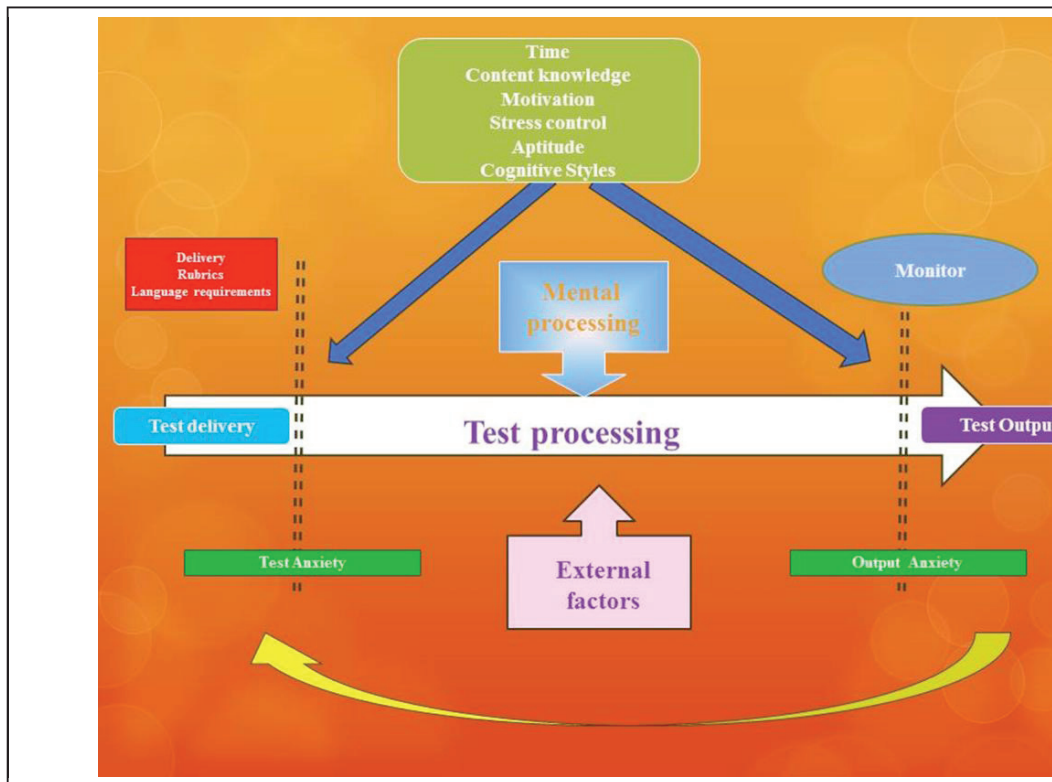 Time
Content knowledge
Motivation
Stress control
Aptitude
Cognitive Styles
Delivery
Rubrics
Language requirements
Monitor
Mental
processing
Test delivery
Test processing
Test Outpu
Test Anxiety
Output Anxiety
External
factors